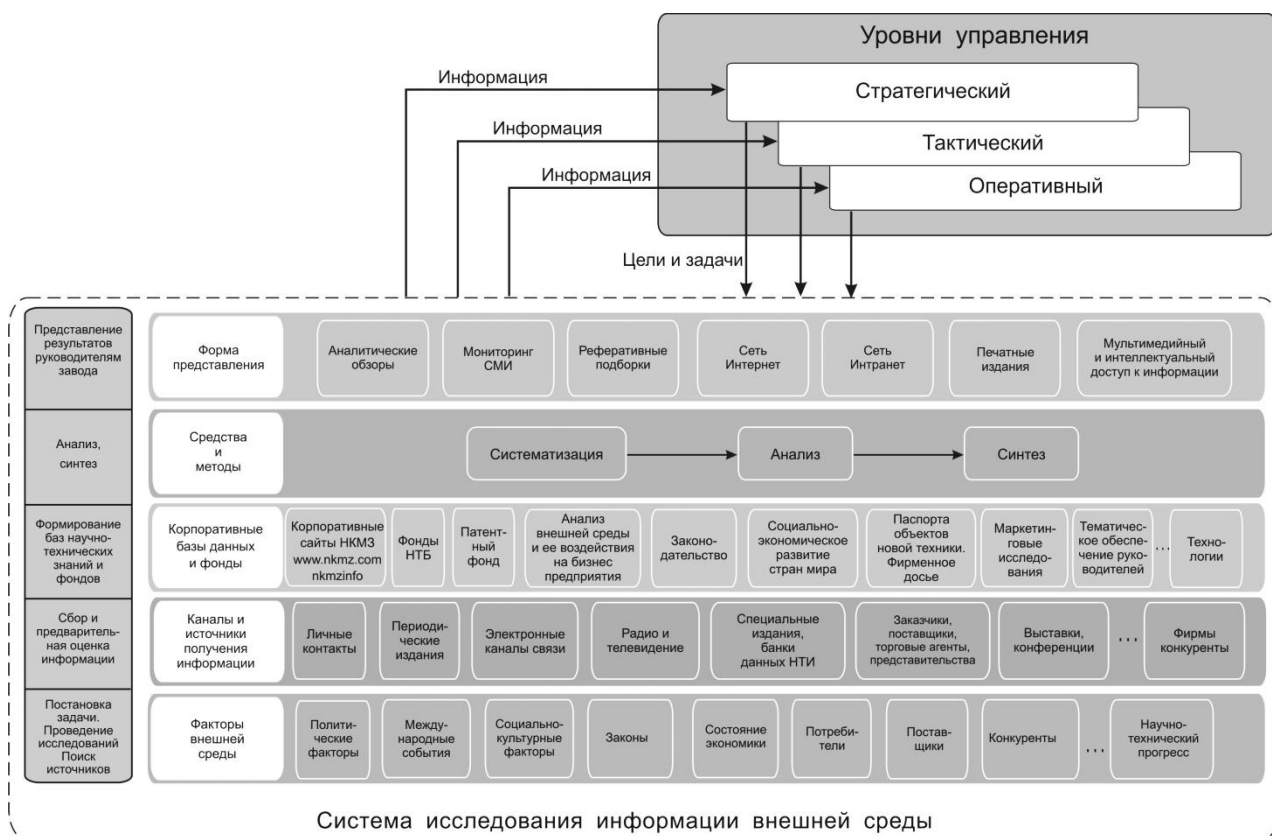 Уровни управления
Информация
Стратегический
Информация
Тактический
Информация
Оперативный
Цели и задачи
Представление
результатов
руководителям
завода
Форма
представления
Аналитические
обзоры
Мониторинг
СМИ
Реферативные
подборки
Сеть
Интернет
Сеть
Интранет
Печатные
издания
Мультимедийный
и интеллектуальный
доступ к информации
Анализ,
синтез
Средства
и
методы
Систематизация
Анализ
Синтез
Формирование
баз научно-
технических
знаний и
фондов
Корпоративные
базы данных
и фонды
Корпоративные
сайты НКМЗ
www.nkmz.com
nkmzinfo
Фонды
НТБ
Патент-
ный
фонд
Анализ
внешней среды
и ее воздействия
на бизнес
предприятия
Законо-
дательство
Социально-
экономическое
развитие
стран мира
Паспорта
объектов
новой техники.
Фирменное
досье
Маркетин-
говые
исследо-
вания
Тематичес-
кое обеспе-
чение руко-
водителей
...
Техно-
логии
Сбор и
предваритель-
ная оценка
информации
Каналы и
источники
получения
информации
Личные
контакты
Периоди-
ческие
издания
Электронные
каналы связи
Радио и
телевидение
Специальные
издания,
банки
данных НТИ
Заказчики,
поставщики,
торговые агенты,
представительства
Выставки,
конференции
...
Фирмы
конкуренты
Постановка
задачи.
Проведение
исследований
Поиск
источников
Факторы
внешней
среды
Полити-
ческие
факторы
Между-
народные
события
Социально-
культурные
факторы
Законы
Состояние
экономики
Потреби-
тели
Постав-
щики
Конкуренты
...
Научно-
технический
прогресс
Система исследования информации внешней среды